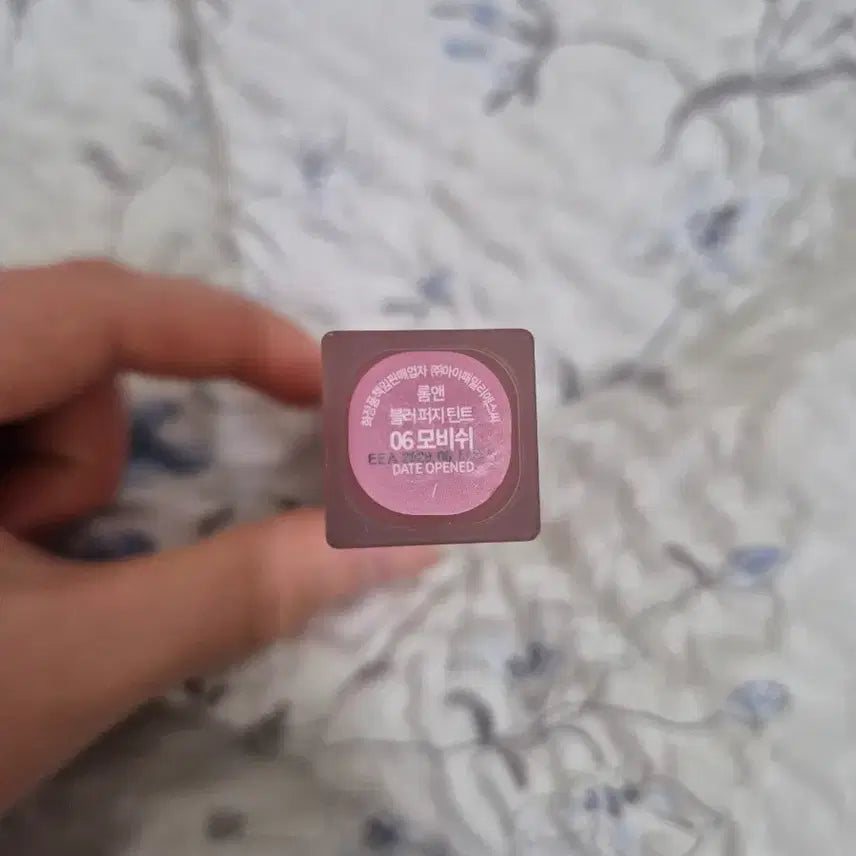 화장품책임판매업자 ㈜아이패밀리에스씨
롬앤
블러 퍼지 틴트
06 모비쉬
EEA
DATE OPENED
/